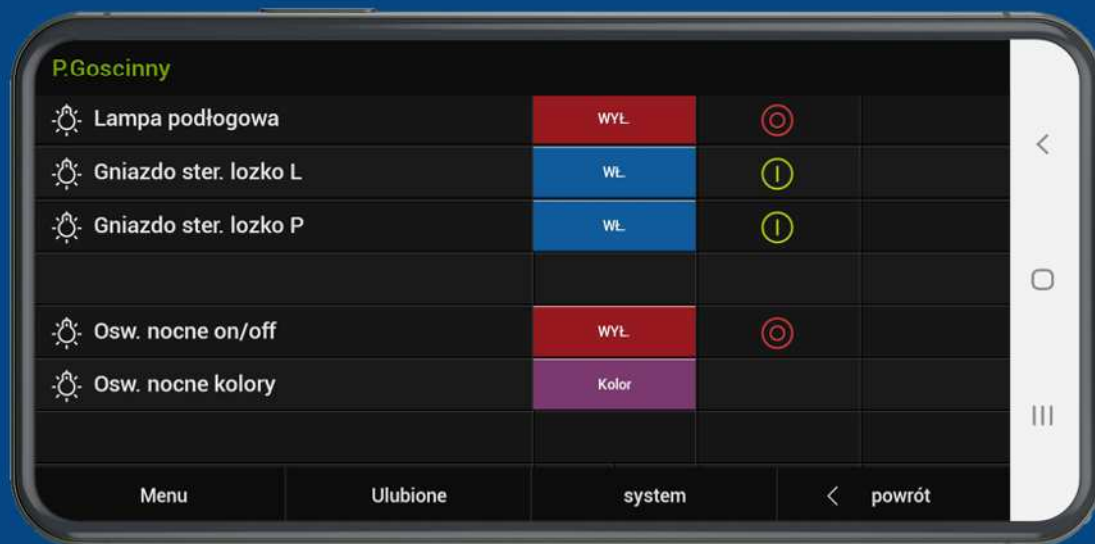 P.Goscinny
Lampa podłogowa WYŁ.
Gniazdo ster. lozko L WŁ.
Gniazdo ster. lozko P WŁ.
Osw. nocne on/off WYŁ.
Osw. nocne kolory Kolor
Menu Ulubione system powrót